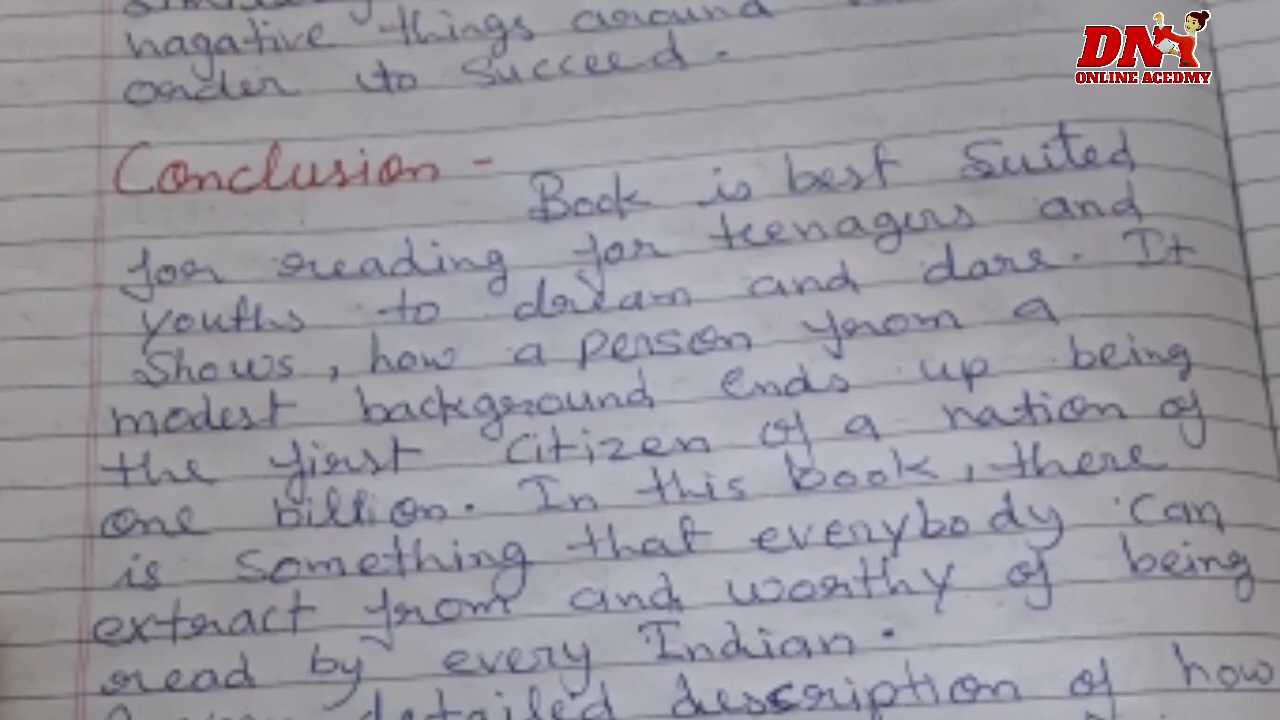 DNY
ONLINE ACEDMY
nagative things around
order to succeed.
Conclusion -
Book is best suited
for reading for teenagers and
youths to dream and dare. It
shows, how a person from a
modest background ends up being
the first citizen of a nation of
one billion. In this book, there
is something that everybody can
extract from and worthy of being
read by every Indian.
detailed description of how